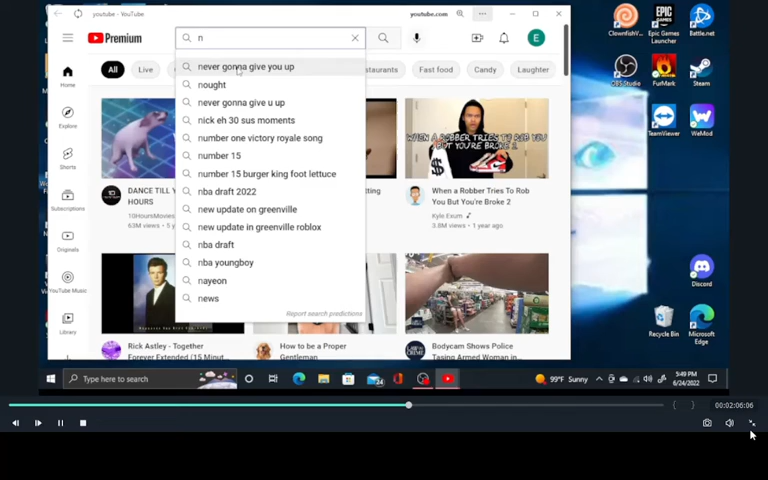 youtube - YouTube
youtube.com
Premium
n
E
All
Live
staurants
Fast food
Candy
Laughter
never gonna give you up
nought
never gonna give u up
nick eh 30 sus moments
number one victory royale song
number 15
number 15 burger king foot lettuce
nba draft 2022
new update on greenville
new update in greenville roblox
nba draft
nba youngboy
nayeon
news
Report search predictions
Home
Explore
Shorts
Subscriptions
Originals
YouTube Music
Library
DANCE TILL
HOURS
10HoursMovies
63M views
WHEN A ROBBER TRIES TO ROB YOU
BUT YOU'RE BROKE 2
When a Robber Tries To Rob
You But You're Broke 2
Kyle Exum
3.8M views • 1 year ago
Rick Astley - Together
Forever Extended (15 Minut...
How to be a Proper
Gentleman
LAW&CRIME
Bodycam Shows Police
Tasing Armed Woman in
ClownfishV...
Epic Games
Launcher
Battle.net
OBS Studio
FurMark
TeamViewer
WeMod
Discord
Recycle Bin
Microsoft
Edge
Type here to search
99°F Sunny
5:49 PM
6/24/2022
00:02:06:06